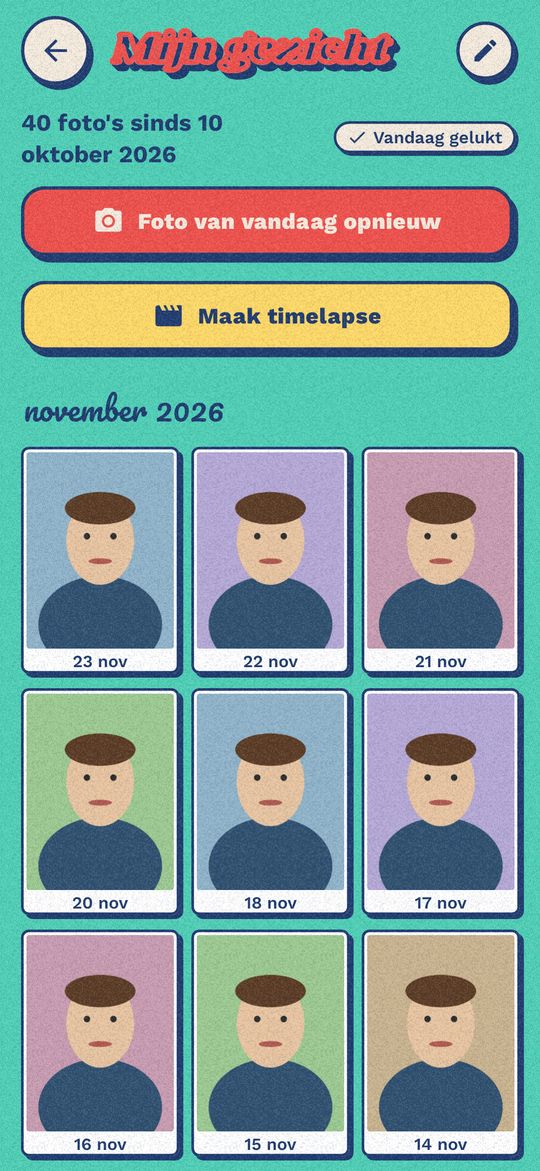 Mijn gezicht
40 foto's sinds 10
oktober 2026
Vandaag gelukt
Foto van vandaag opnieuw
Maak timelapse
november 2026
23 nov
22 nov
21 nov
20 nov
18 nov
17 nov
16 nov
15 nov
14 nov